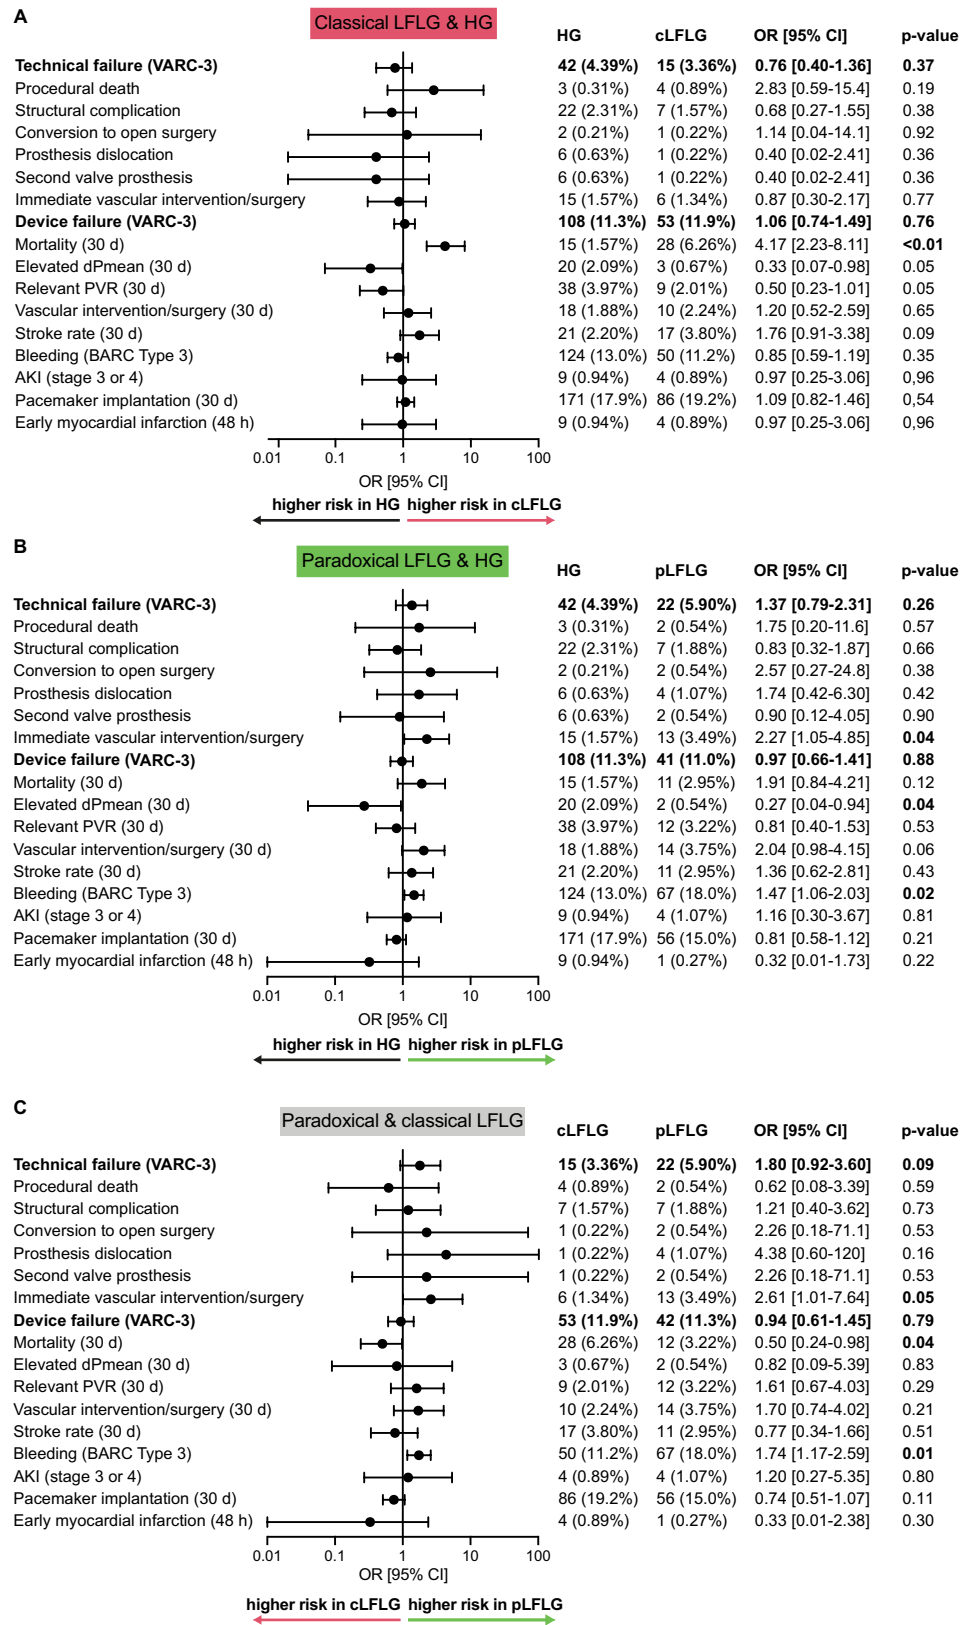 A
Classical LFLG & HG
HG cLFLG OR [95% CI] p-value
Technical failure (VARC-3) 42 (4.39%) 15 (3.36%) 0.76 [0.40-1.36] 0.37
Procedural death 3 (0.31%) 4 (0.89%) 2.83 [0.59-15.4] 0.19
Structural complication 22 (2.31%) 7 (1.57%) 0.68 [0.27-1.55] 0.38
Conversion to open surgery 2 (0.21%) 1 (0.22%) 1.14 [0.04-14.1] 0.92
Prosthesis dislocation 6 (0.63%) 1 (0.22%) 0.40 [0.02-2.41] 0.36
Second valve prosthesis 6 (0.63%) 1 (0.22%) 0.40 [0.02-2.41] 0.36
Immediate vascular intervention/surgery 15 (1.57%) 6 (1.34%) 0.87 [0.30-2.17] 0.77
Device failure (VARC-3) 108 (11.3%) 53 (11.9%) 1.06 [0.74-1.49] 0.76
Mortality (30 d) 15 (1.57%) 28 (6.26%) 4.17 [2.23-8.11] <0.01
Elevated dPmean (30 d) 20 (2.09%) 3 (0.67%) 0.33 [0.07-0.98] 0.05
Relevant PVR (30 d) 38 (3.97%) 9 (2.01%) 0.50 [0.23-1.01] 0.05
Vascular intervention/surgery (30 d) 18 (1.88%) 10 (2.24%) 1.20 [0.52-2.59] 0.65
Stroke rate (30 d) 21 (2.20%) 17 (3.80%) 1.76 [0.91-3.38] 0.09
Bleeding (BARC Type 3) 124 (13.0%) 50 (11.2%) 0.85 [0.59-1.19] 0.35
AKI (stage 3 or 4) 9 (0.94%) 4 (0.89%) 0.97 [0.25-3.06] 0,96
Pacemaker implantation (30 d) 171 (17.9%) 86 (19.2%) 1.09 [0.82-1.46] 0,54
Early myocardial infarction (48 h) 9 (0.94%) 4 (0.89%) 0.97 [0.25-3.06] 0,96
0.01 0.1 1 10 100
OR [95% CI]
higher risk in HG higher risk in cLFLG
B
Paradoxical LFLG & HG
HG pLFLG OR [95% CI] p-value
Technical failure (VARC-3) 42 (4.39%) 22 (5.90%) 1.37 [0.79-2.31] 0.26
Procedural death 3 (0.31%) 2 (0.54%) 1.75 [0.20-11.6] 0.57
Structural complication 22 (2.31%) 7 (1.88%) 0.83 [0.32-1.87] 0.66
Conversion to open surgery 2 (0.21%) 2 (0.54%) 2.57 [0.27-24.8] 0.38
Prosthesis dislocation 6 (0.63%) 4 (1.07%) 1.74 [0.42-6.30] 0.42
Second valve prosthesis 6 (0.63%) 2 (0.54%) 0.90 [0.12-4.05] 0.90
Immediate vascular intervention/surgery 15 (1.57%) 13 (3.49%) 2.27 [1.05-4.85] 0.04
Device failure (VARC-3) 108 (11.3%) 41 (11.0%) 0.97 [0.66-1.41] 0.88
Mortality (30 d) 15 (1.57%) 11 (2.95%) 1.91 [0.84-4.21] 0.12
Elevated dPmean (30 d) 20 (2.09%) 2 (0.54%) 0.27 [0.04-0.94] 0.04
Relevant PVR (30 d) 38 (3.97%) 12 (3.22%) 0.81 [0.40-1.53] 0.53
Vascular intervention/surgery (30 d) 18 (1.88%) 14 (3.75%) 2.04 [0.98-4.15] 0.06
Stroke rate (30 d) 21 (2.20%) 11 (2.95%) 1.36 [0.62-2.81] 0.43
Bleeding (BARC Type 3) 124 (13.0%) 67 (18.0%) 1.47 [1.06-2.03] 0.02
AKI (stage 3 or 4) 9 (0.94%) 4 (1.07%) 1.16 [0.30-3.67] 0.81
Pacemaker implantation (30 d) 171 (17.9%) 56 (15.0%) 0.81 [0.58-1.12] 0.21
Early myocardial infarction (48 h) 9 (0.94%) 1 (0.27%) 0.32 [0.01-1.73] 0.22
0.01 0.1 1 10 100
OR [95% CI]
higher risk in HG higher risk in pLFLG
C
Paradoxical & classical LFLG
cLFLG pLFLG OR [95% CI] p-value
Technical failure (VARC-3) 15 (3.36%) 22 (5.90%) 1.80 [0.92-3.60] 0.09
Procedural death 4 (0.89%) 2 (0.54%) 0.62 [0.08-3.39] 0.59
Structural complication 7 (1.57%) 7 (1.88%) 1.21 [0.40-3.62] 0.73
Conversion to open surgery 1 (0.22%) 2 (0.54%) 2.26 [0.18-71.1] 0.53
Prosthesis dislocation 1 (0.22%) 4 (1.07%) 4.38 [0.60-120] 0.16
Second valve prosthesis 1 (0.22%) 2 (0.54%) 2.26 [0.18-71.1] 0.53
Immediate vascular intervention/surgery 6 (1.34%) 13 (3.49%) 2.61 [1.01-7.64] 0.05
Device failure (VARC-3) 53 (11.9%) 42 (11.3%) 0.94 [0.61-1.45] 0.79
Mortality (30 d) 28 (6.26%) 12 (3.22%) 0.50 [0.24-0.98] 0.04
Elevated dPmean (30 d) 3 (0.67%) 2 (0.54%) 0.82 [0.09-5.39] 0.83
Relevant PVR (30 d) 9 (2.01%) 12 (3.22%) 1.61 [0.67-4.03] 0.29
Vascular intervention/surgery (30 d) 10 (2.24%) 14 (3.75%) 1.70 [0.74-4.02] 0.21
Stroke rate (30 d) 17 (3.80%) 11 (2.95%) 0.77 [0.34-1.66] 0.51
Bleeding (BARC Type 3) 50 (11.2%) 67 (18.0%) 1.74 [1.17-2.59] 0.01
AKI (stage 3 or 4) 4 (0.89%) 4 (1.07%) 1.20 [0.27-5.35] 0.80
Pacemaker implantation (30 d) 86 (19.2%) 56 (15.0%) 0.74 [0.51-1.07] 0.11
Early myocardial infarction (48 h) 4 (0.89%) 1 (0.27%) 0.33 [0.01-2.38] 0.30
0.01 0.1 1 10 100
OR [95% CI]
higher risk in cLFLG higher risk in pLFLG